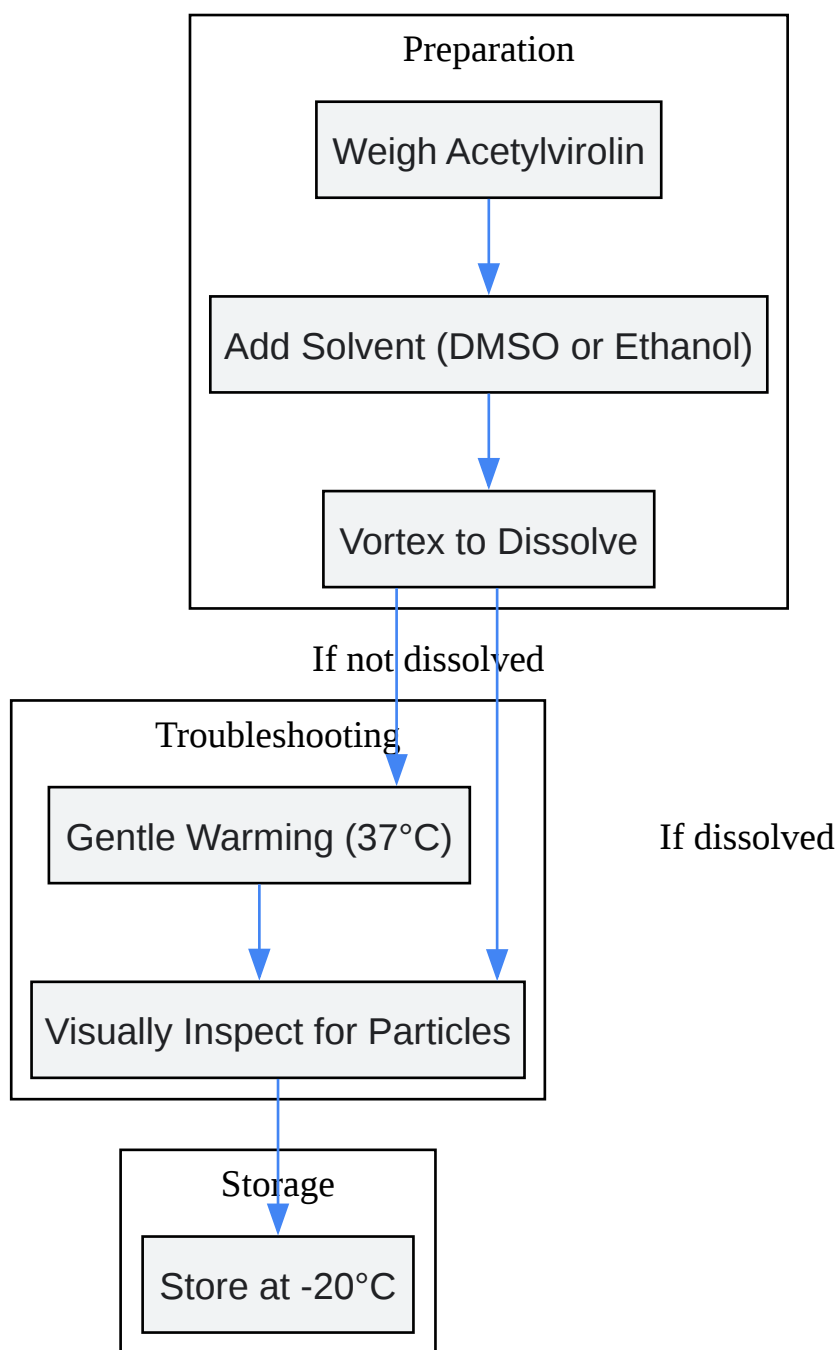 Preparation
Weigh Acetylvirolin
Add Solvent (DMSO or Ethanol)
Vortex to Dissolve
If not dissolved
Troubleshooting
Gentle Warming (37°C)
If dissolved
Visually Inspect for Particles
Storage
Store at -20°C